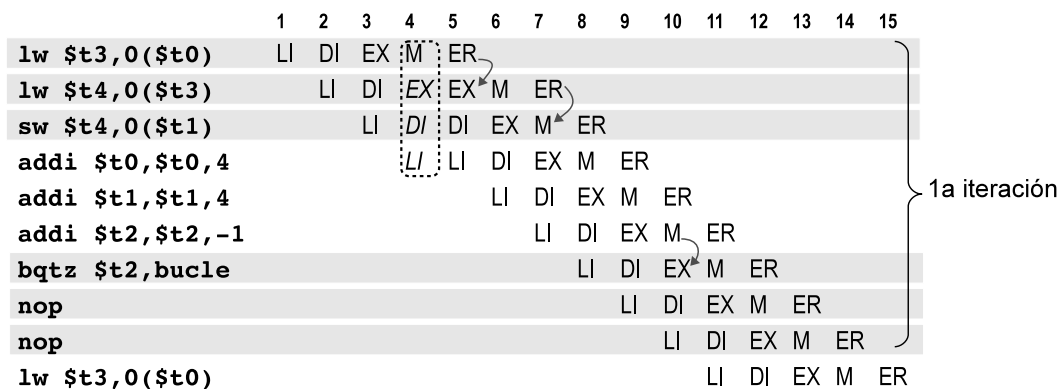 1 2 3 4 5 6 7 8 9 10 11 12 13 14 15
lw $t3,0($t0) LI DI EX M ER
lw $t4,0($t3) LI DI EX EX M ER
sw $t4,0($t1) LI DI DI EX M ER
addi $t0,$t0,4 LI LI DI EX M ER
addi $t1,$t1,4 LI DI EX M ER
addi $t2,$t2,-1 LI DI EX M ER
bqtz $t2,bucle LI DI EX M ER
nop LI DI EX M ER
nop LI DI EX M ER
lw $t3,0($t0) LI DI EX M ER
1a iteración